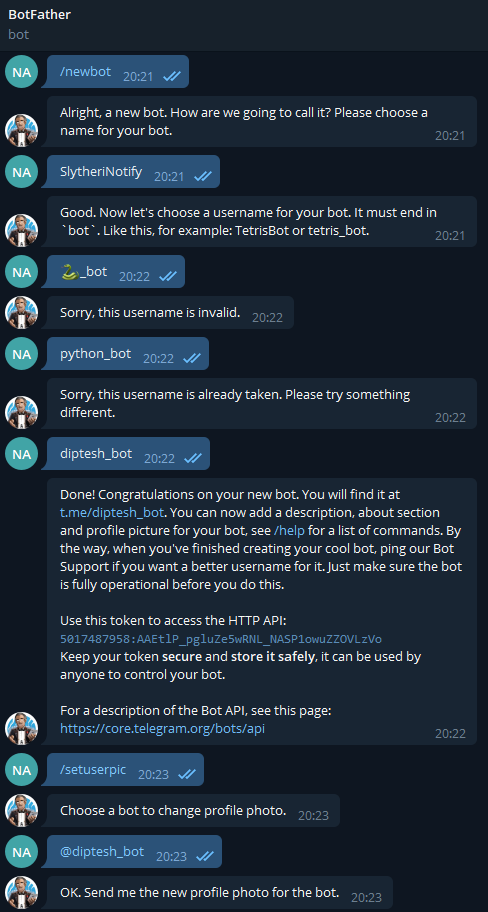 BotFather
bot
NA
/newbot 20:21
Alright, a new bot. How are we going to call it? Please choose a
name for your bot. 20:21
NA
SlytheriNotify 20:21
Good. Now let's choose a username for your bot. It must end in
`bot`. Like this, for example: TetrisBot or tetris_bot. 20:21
NA
🐍_bot 20:22
Sorry, this username is invalid. 20:22
NA
python_bot 20:22
Sorry, this username is already taken. Please try something
different. 20:22
NA
diptesh_bot 20:22
Done! Congratulations on your new bot. You will find it at
t.me/diptesh_bot. You can now add a description, about section
and profile picture for your bot, see /help for a list of commands. By
the way, when you've finished creating your cool bot, ping our Bot
Support if you want a better username for it. Just make sure the bot
is fully operational before you do this.
Use this token to access the HTTP API:
5017487958:AAEtlP_pgluZe5wRNL_NASP1owuZZOVLzVo
Keep your token secure and store it safely, it can be used by
anyone to control your bot.
For a description of the Bot API, see this page:
https://core.telegram.org/bots/api 20:22
NA
/setuserpic 20:23
Choose a bot to change profile photo. 20:23
NA
@diptesh_bot 20:23
OK. Send me the new profile photo for the bot. 20:23